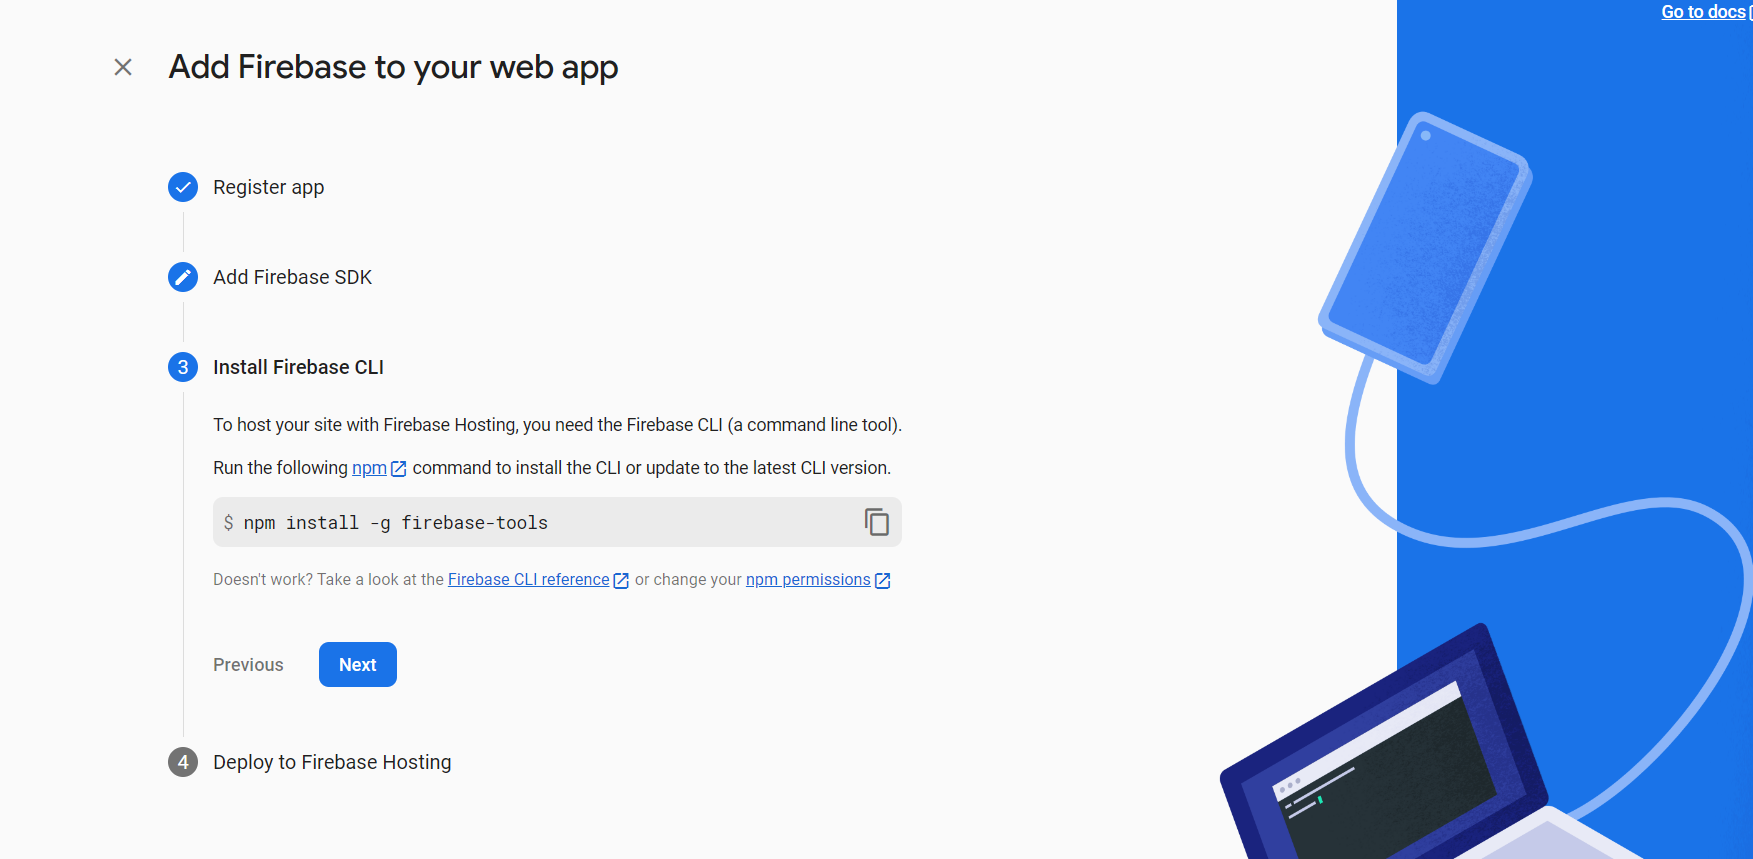 Go to docs
Add Firebase to your web app
Register app
Add Firebase SDK
3 Install Firebase CLI
To host your site with Firebase Hosting, you need the Firebase CLI (a command line tool).
Run the following npm command to install the CLI or update to the latest CLI version.
$ npm install -g firebase-tools
Doesn't work? Take a look at the Firebase CLI reference or change your npm permissions
Previous Next
4 Deploy to Firebase Hosting